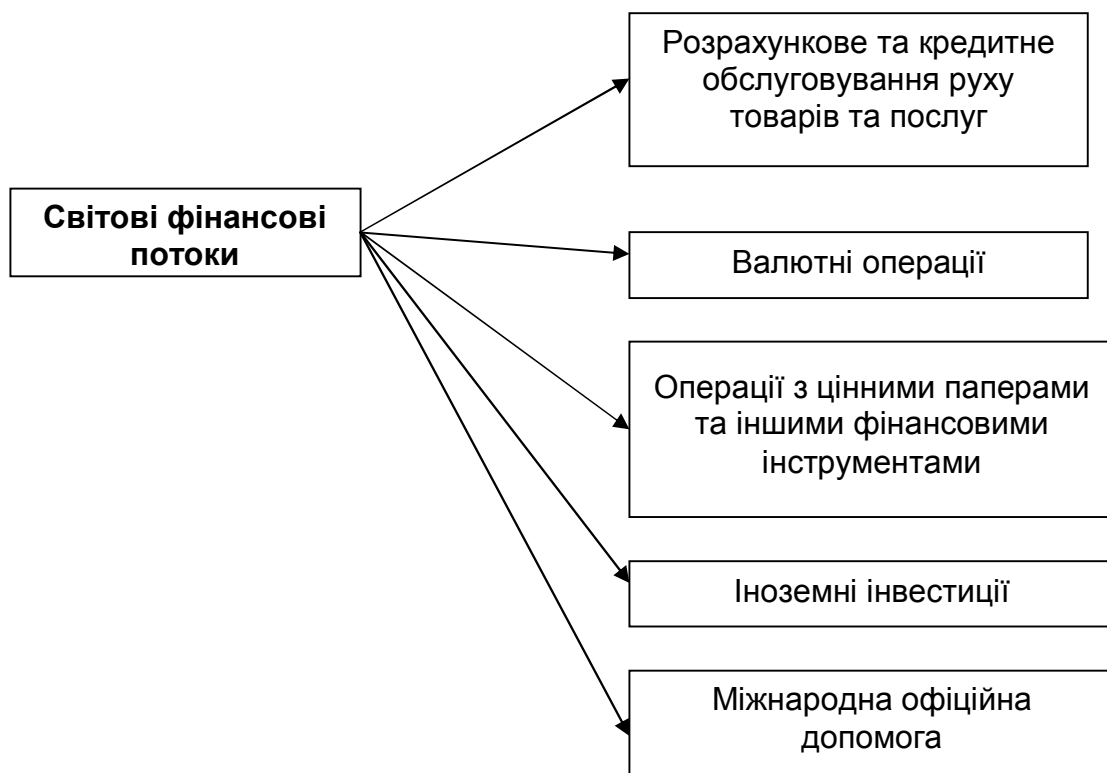 Розрахункове та кредитне
обслуговування руху
товарів та послуг
Світові фінансові
потоки
Валютні операції
Операції з цінними паперами
та іншими фінансовими
інструментами
Іноземні інвестиції
Міжнародна офіційна
допомога